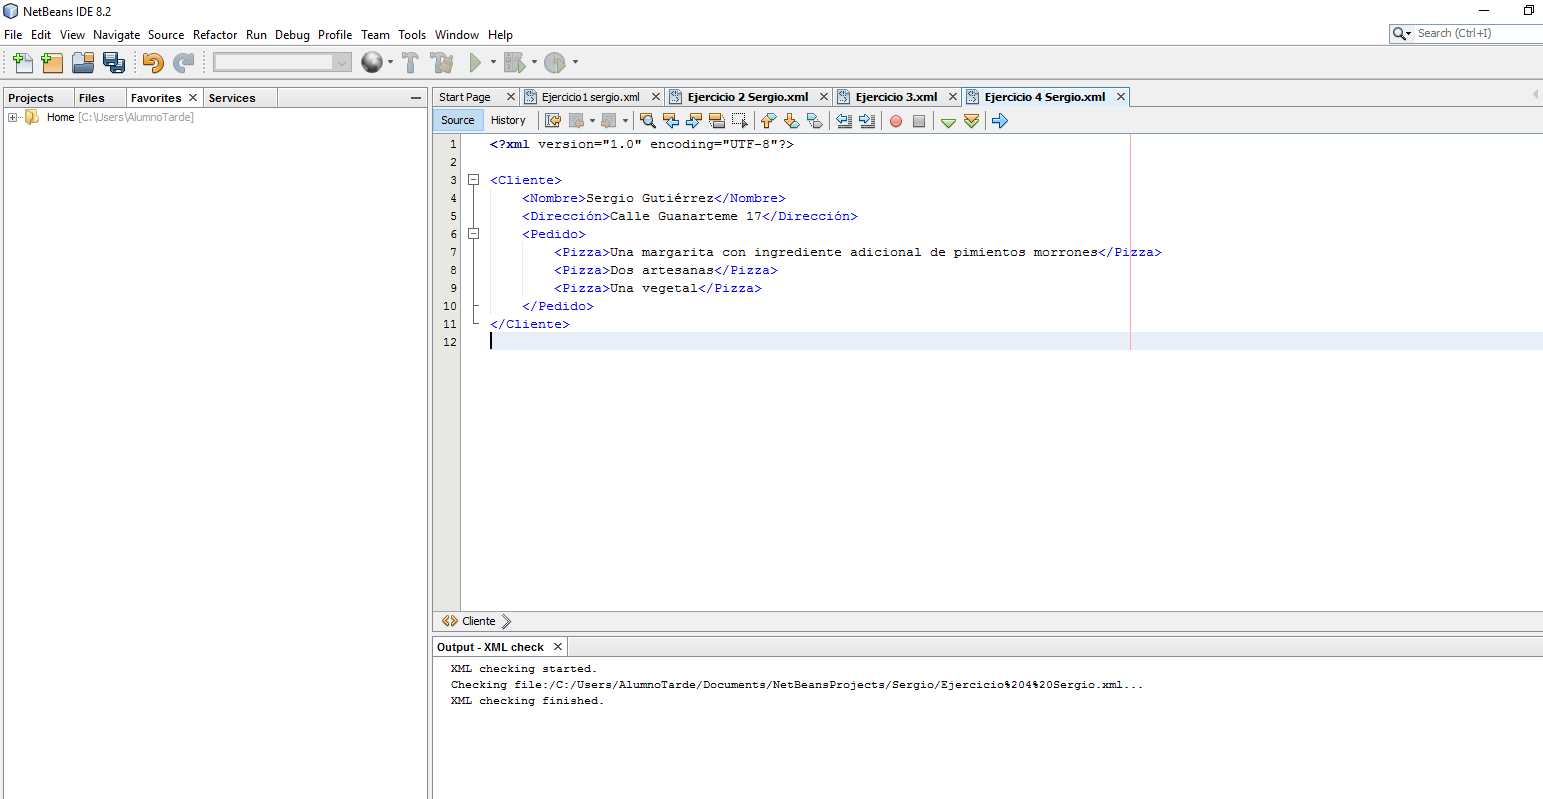 NetBeans IDE 8.2
File Edit View Navigate Source Refactor Run Debug Profile Team Tools Window Help
Search (Ctrl+I)
Projects Files Favorites Services
Home [C:\Users\AlumnoTarde]
Start Page Ejercicio1 sergio.xml Ejercicio 2 Sergio.xml Ejercicio 3.xml Ejercicio 4 Sergio.xml
Source History
1 <?xml version="1.0" encoding="UTF-8"?>
2
3 <Cliente>
4 <Nombre>Sergio Gutiérrez</Nombre>
5 <Dirección>Calle Guanarteme 17</Dirección>
6 <Pedido>
7 <Pizza>Una margarita con ingrediente adicional de pimientos morrones</Pizza>
8 <Pizza>Dos artesanas</Pizza>
9 <Pizza>Una vegetal</Pizza>
10 </Pedido>
11 </Cliente>
12
Cliente
Output - XML check
XML checking started.
Checking file:/C:/Users/AlumnoTarde/Documents/NetBeansProjects/Sergio/Ejercicio%204%20Sergio.xml...
XML checking finished.